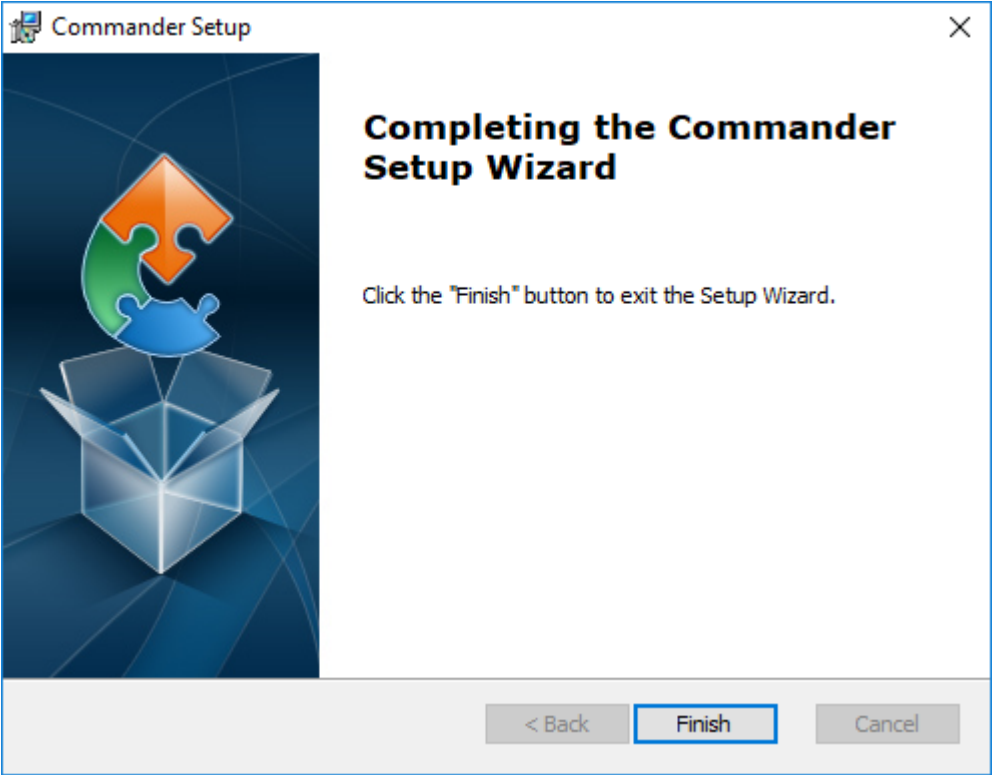 Commander Setup
Completing the Commander
Setup Wizard
Click the "Finish" button to exit the Setup Wizard.
< Back
Finish
Cancel